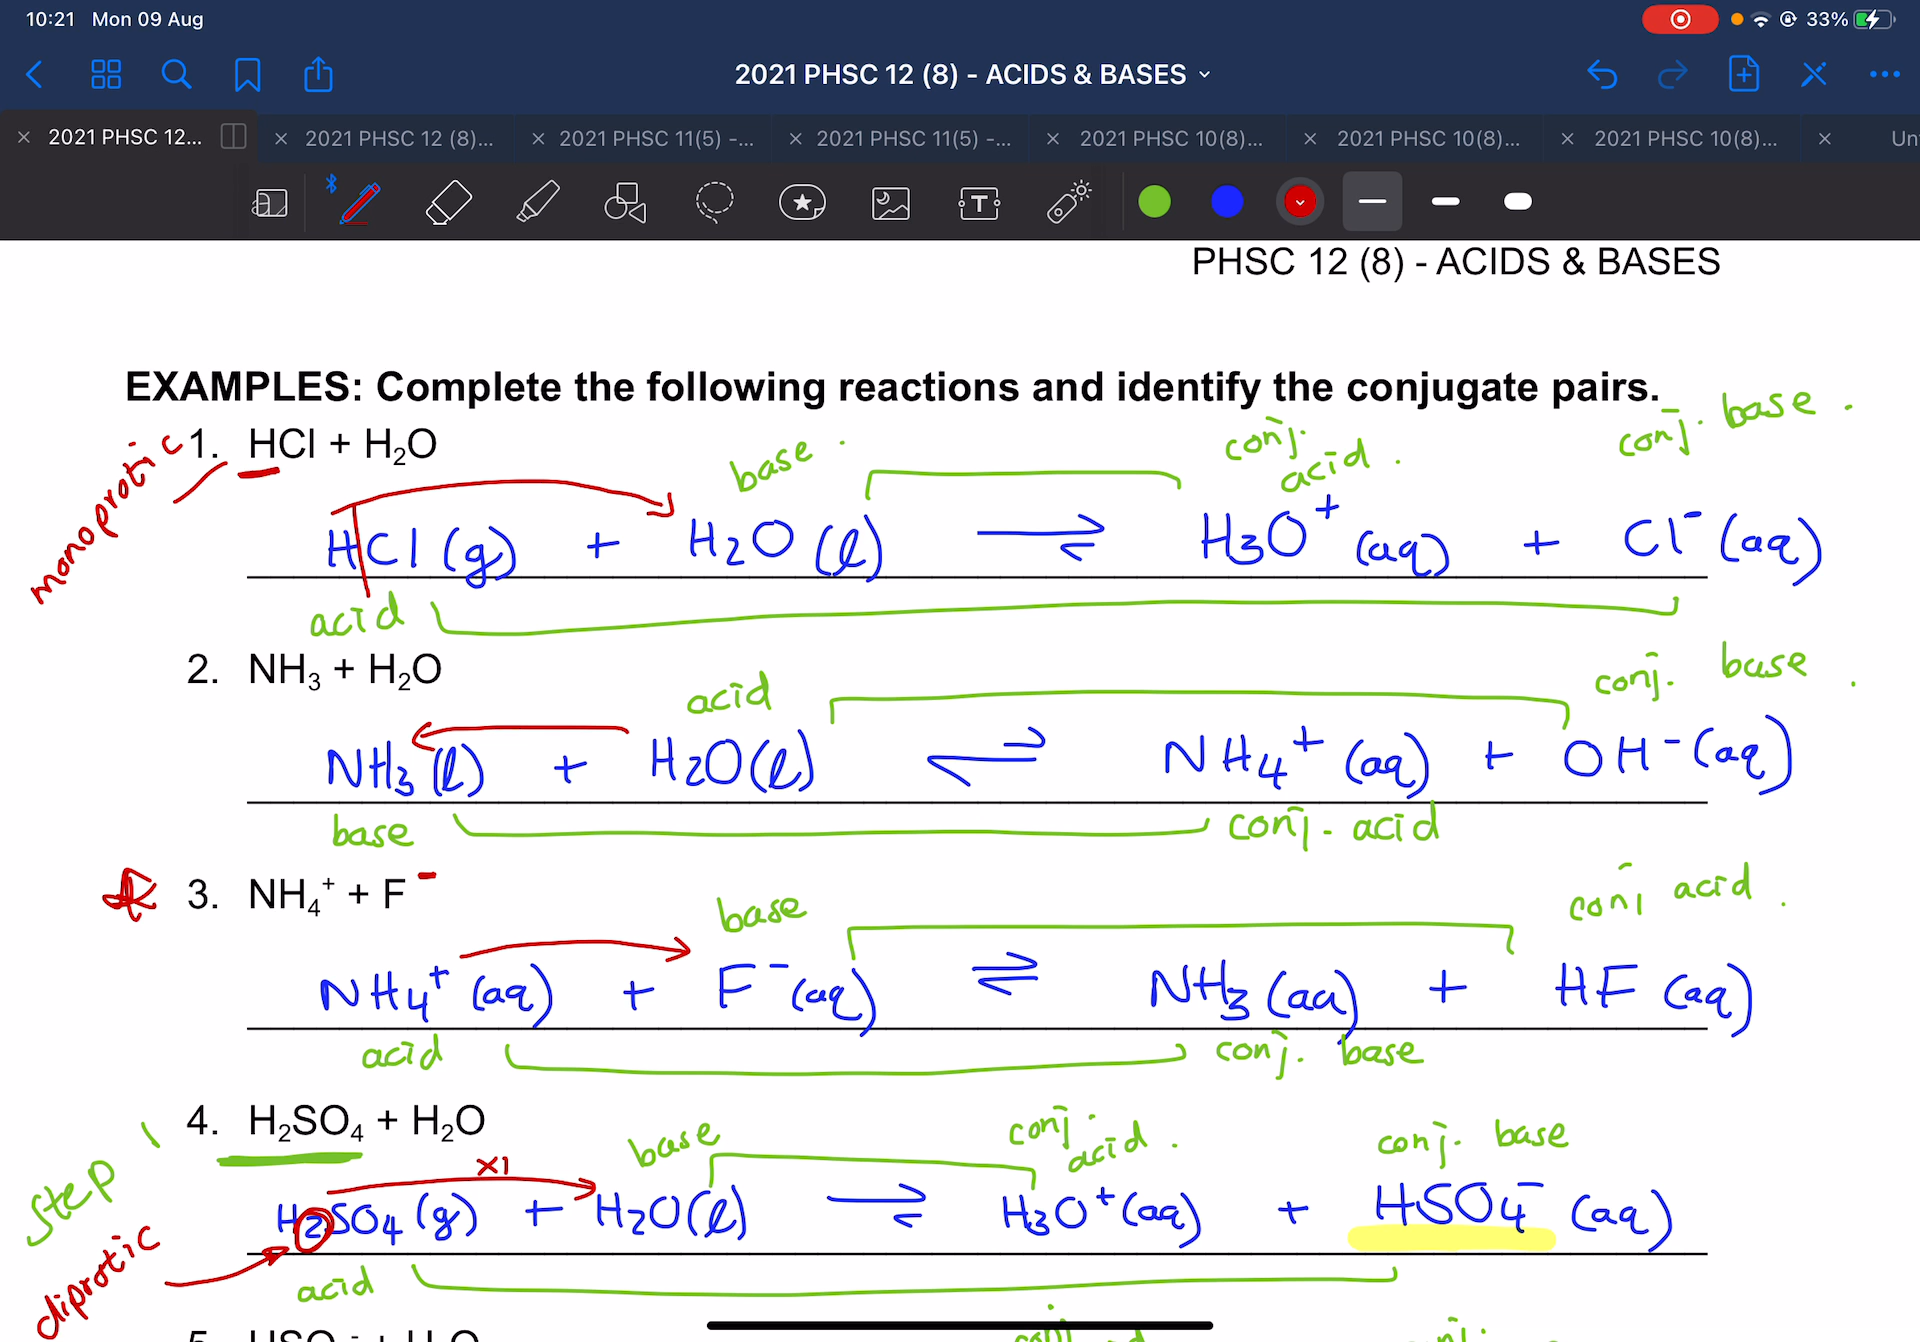 10:21 Mon 09 Aug 33%
2021 PHSC 12 (8) - ACIDS & BASES
2021 PHSC 12... 2021 PHSC 12 (8)... 2021 PHSC 11(5) -... 2021 PHSC 11(5) -... 2021 PHSC 10(8)... 2021 PHSC 10(8)... 2021 PHSC 10(8)... Un
PHSC 12 (8) - ACIDS & BASES
EXAMPLES: Complete the following reactions and identify the conjugate pairs.
monoprotic
1. HCl + H₂O
base conj. acid. conj. base.
HCl (g) + H₂O (l) ⇌ H₃O⁺ (aq) + Cl⁻ (aq)
acid
2. NH₃ + H₂O
acid conj. base.
NH₃ (l) + H₂O (l) ⇌ NH₄⁺ (aq) + OH⁻ (aq)
base conj. acid
3. NH₄⁺ + F⁻
base conj acid.
NH₄⁺ (aq) + F⁻ (aq) ⇌ NH₃ (aq) + HF (aq)
acid conj. base
Step 1
4. H₂SO₄ + H₂O
base conj. acid. conj. base
x1
H₂SO₄ (g) + H₂O (l) ⇌ H₃O⁺ (aq) + HSO₄⁻ (aq)
diprotic
acid